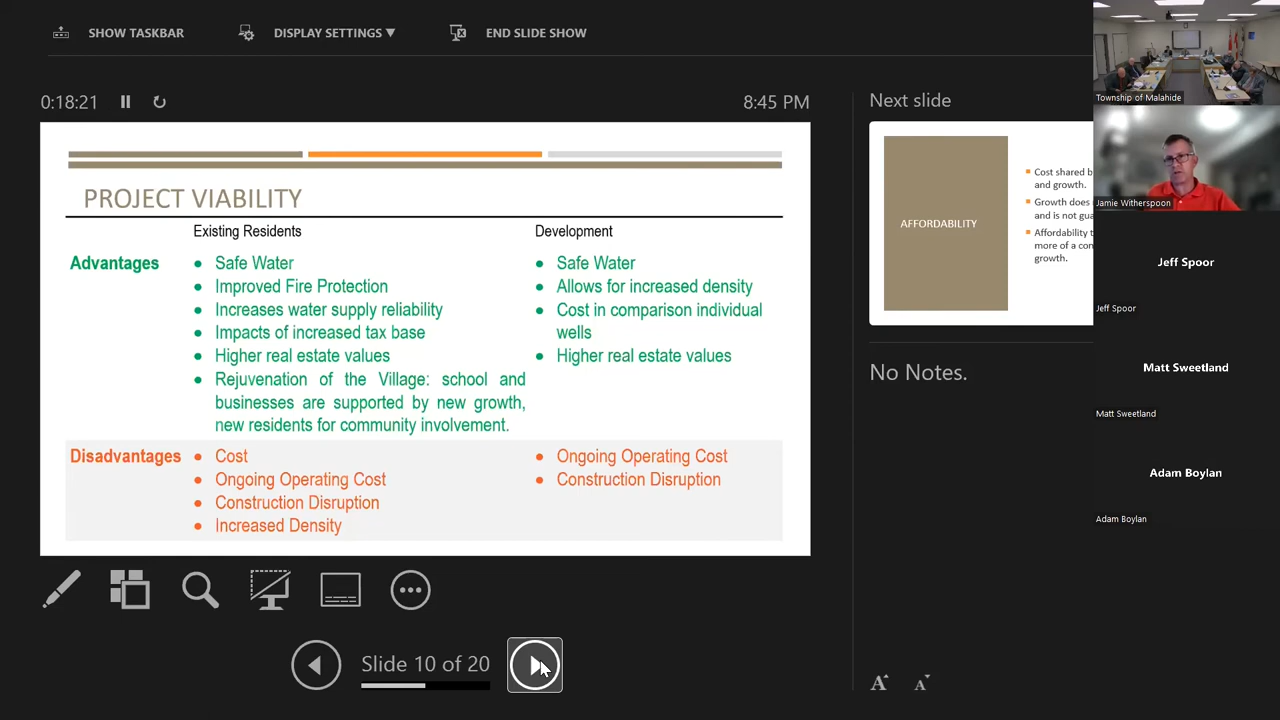 SHOW TASKBAR
DISPLAY SETTINGS ▼
END SLIDE SHOW
0:18:21
8:45 PM
PROJECT VIABILITY
Existing Residents
Development
Advantages
• Safe Water
• Improved Fire Protection
• Increases water supply reliability
• Impacts of increased tax base
• Higher real estate values
• Rejuvenation of the Village: school and
businesses are supported by new growth,
new residents for community involvement.
• Safe Water
• Allows for increased density
• Cost in comparison individual
wells
• Higher real estate values
Disadvantages
• Cost
• Ongoing Operating Cost
• Construction Disruption
• Increased Density
• Ongoing Operating Cost
• Construction Disruption
Slide 10 of 20
Next slide
AFFORDABILITY
Cost shared b
and growth.
Growth does
and is not gua
Affordability t
more of a con
growth.
No Notes.
A A
Township of Malahide
Jamie Witherspoon
Jeff Spoor
Jeff Spoor
Matt Sweetland
Matt Sweetland
Adam Boylan
Adam Boylan